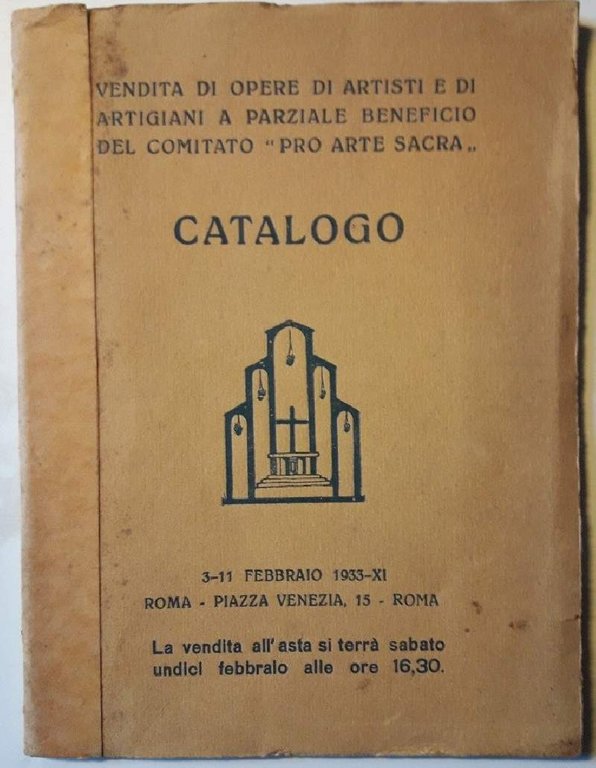 VENDITA DI OPERE DI ARTISTI E DI
ARTIGIANI A PARZIALE BENEFICIO
DEL COMITATO "PRO ARTE SACRA„
CATALOGO
3-11 FEBBRAIO 1933-XI
ROMA - PIAZZA VENEZIA, 15 - ROMA
La vendita all'asta si terrà sabato
undici febbraio alle ore 16,30.